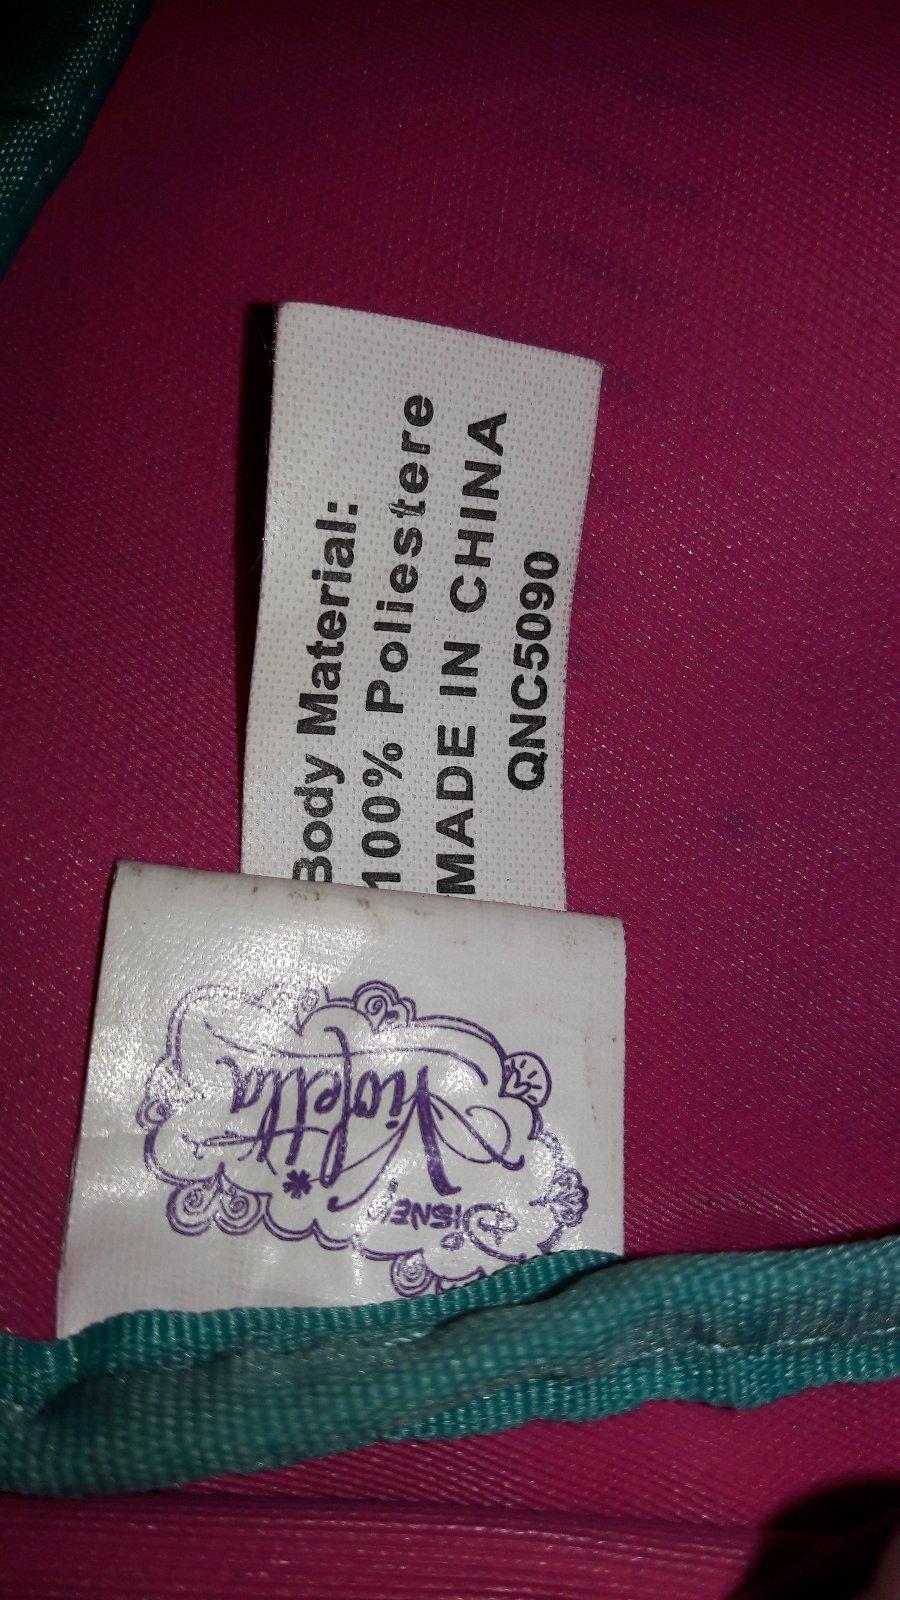 Body Material:
100% Poliestere
MADE IN CHINA
QNC5090
Disney
Violetta